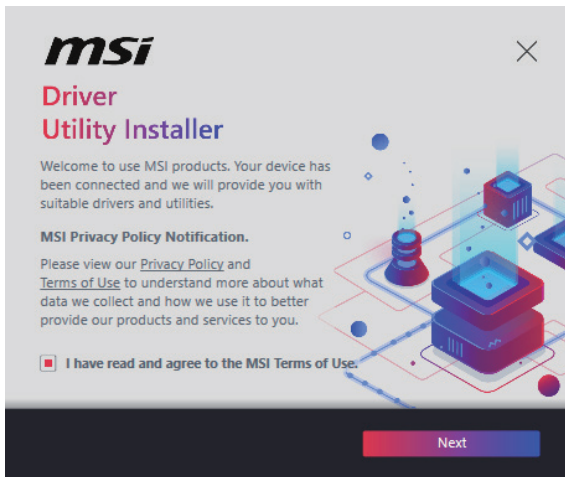 msi
Driver
Utility Installer
Welcome to use MSI products. Your device has
been connected and we will provide you with
suitable drivers and utilities.
MSI Privacy Policy Notification.
Please view our Privacy Policy and
Terms of Use to understand more about what
data we collect and how we use it to better
provide our products and services to you.
I have read and agree to the MSI Terms of Use.
Next